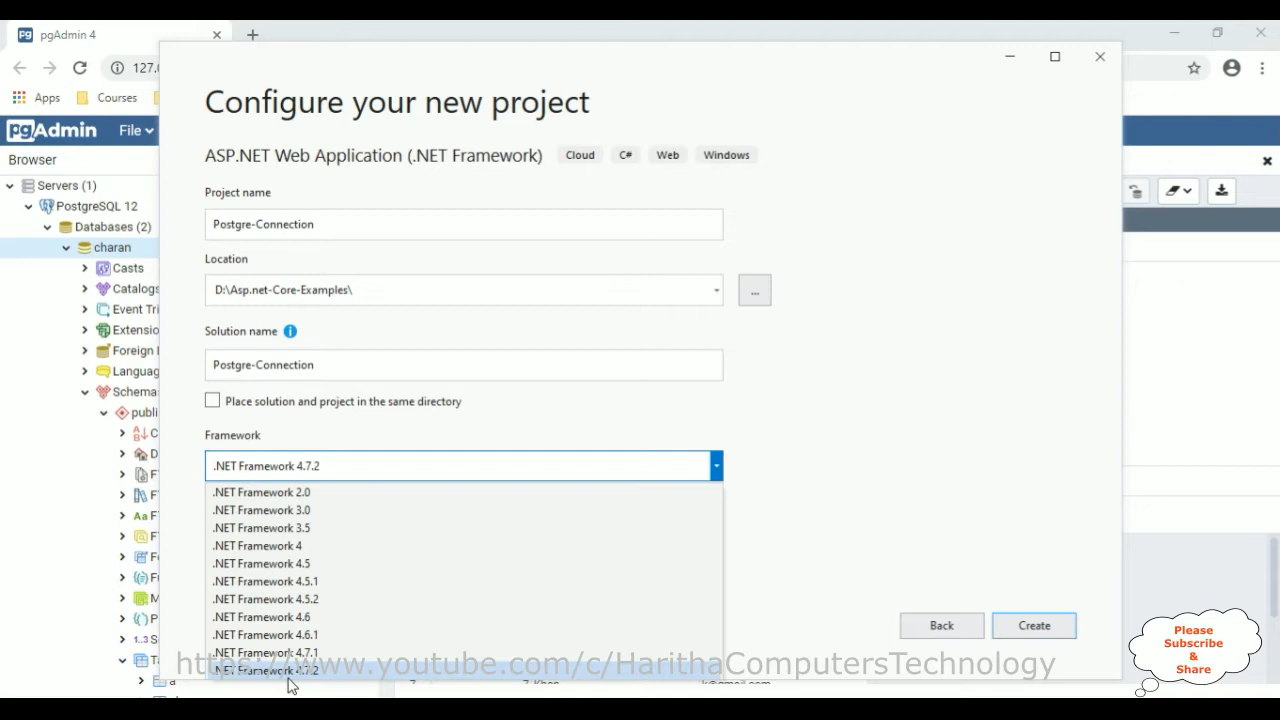 pgAdmin 4
127.
Apps
Courses
pgAdmin
File
Browser
Servers (1)
PostgreSQL 12
Databases (2)
charan
Casts
Catalogs
Event Tri
Extensio
Foreign
Languag
Schema
publi
Configure your new project
ASP.NET Web Application (.NET Framework)
Cloud
C#
Web
Windows
Project name
Postgre-Connection
Location
D:\Asp.net-Core-Examples\
...
Solution name
Postgre-Connection
Place solution and project in the same directory
Framework
.NET Framework 4.7.2
.NET Framework 2.0
.NET Framework 3.0
.NET Framework 3.5
.NET Framework 4
.NET Framework 4.5
.NET Framework 4.5.1
.NET Framework 4.5.2
.NET Framework 4.6
.NET Framework 4.6.1
.NET Framework 4.7.1
.NET Framework 4.7.2
Back
Create
https://www.youtube.com/c/HarithaComputersTechnology
Please
Subscribe
&
Share